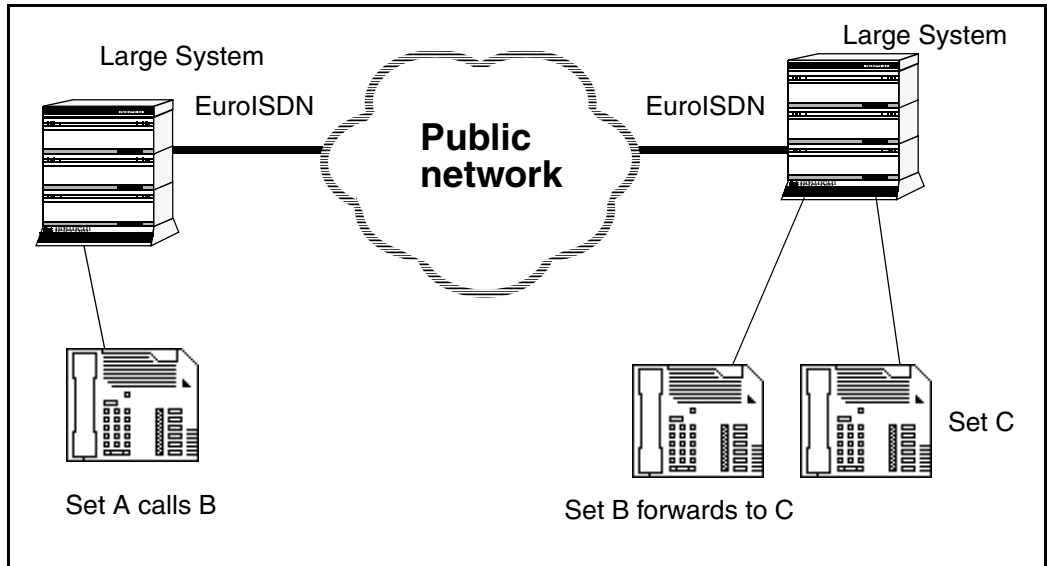 Large System
Large System
EuroISDN
EuroISDN
Public
network
Set C
Set A calls B
Set B forwards to C